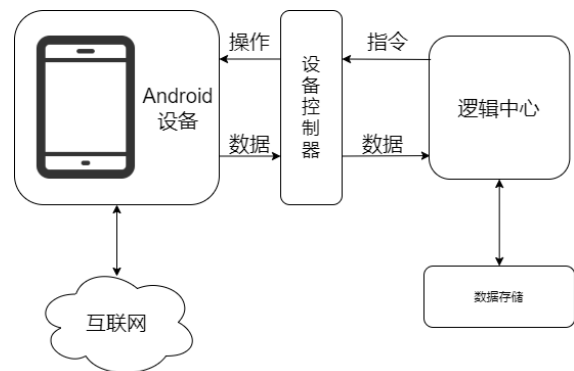 操作
指令
Android
设备
设备控制器
逻辑中心
数据
数据
数据存储
互联网